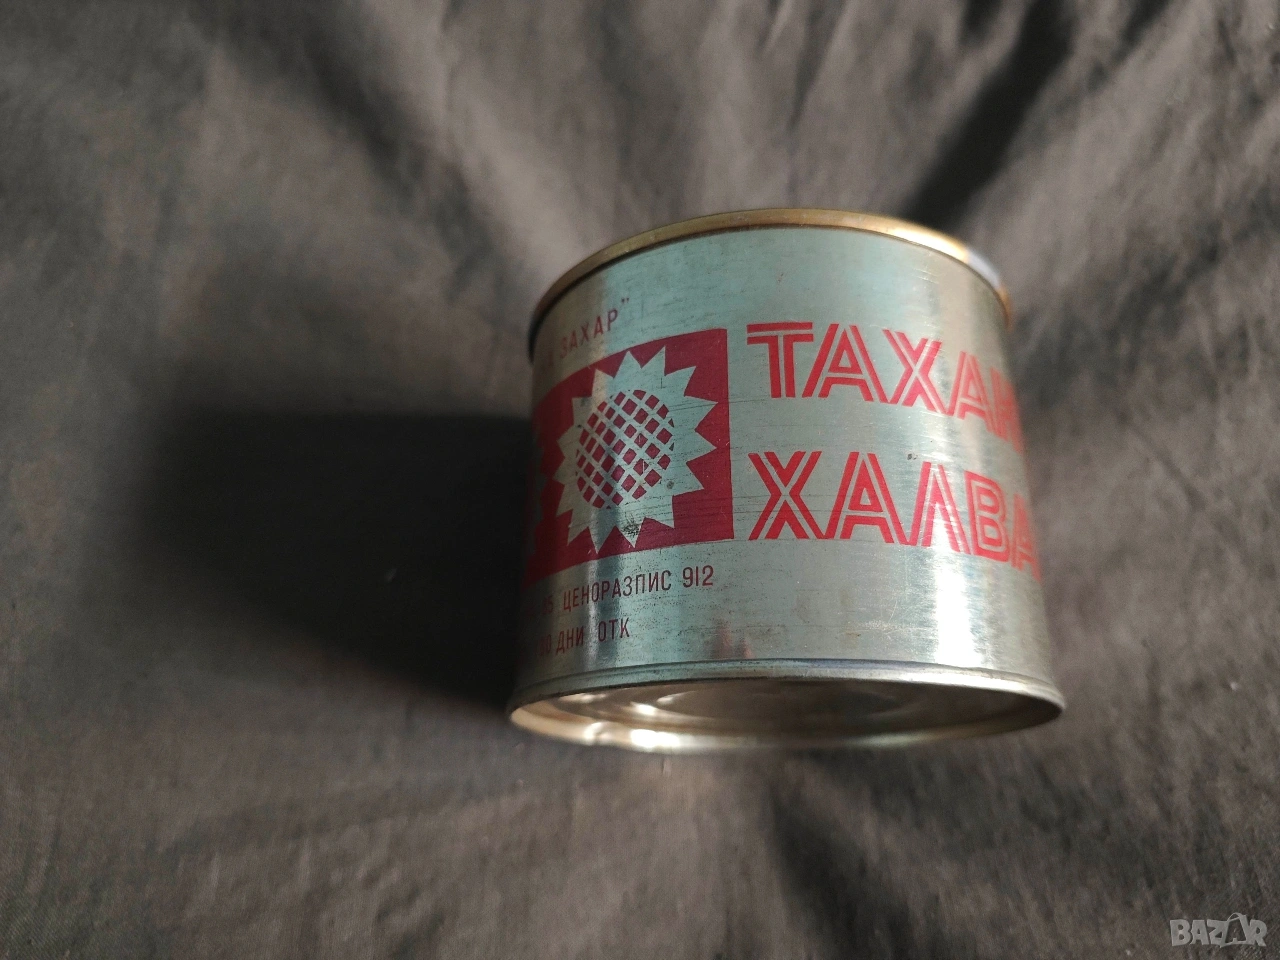 ЗАХАР"
ТАХАН
ХАЛВА
ЦЕНОРАЗПИС 912
ДНИ ОТК
BAZAR